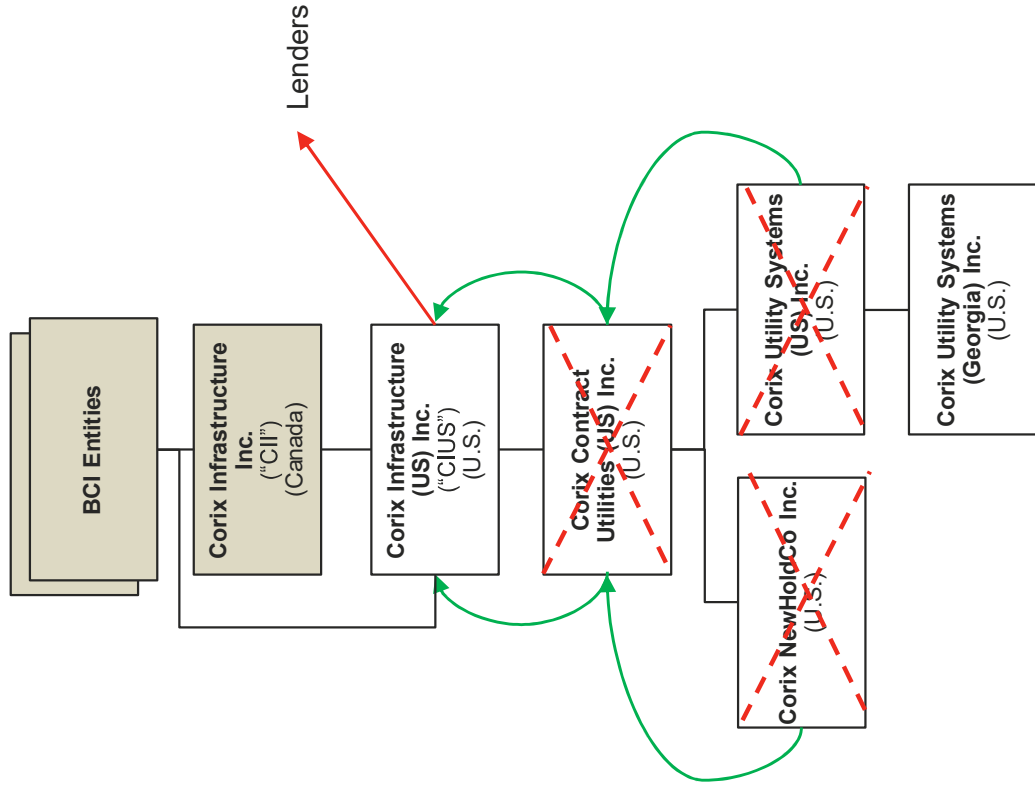 Lenders
BCI Entities
Corix Infrastructure
Inc.
(“CII”)
(Canada)
Corix Infrastructure
(US) Inc.
(“CIUS”)
(U.S.)
Corix Contract
Utilities (US) Inc.
(U.S.)
Corix NewHoldCo Inc.
(U.S.)
Corix Utility Systems
(US) Inc.
(U.S.)
Corix Utility Systems
(Georgia) Inc.
(U.S.)